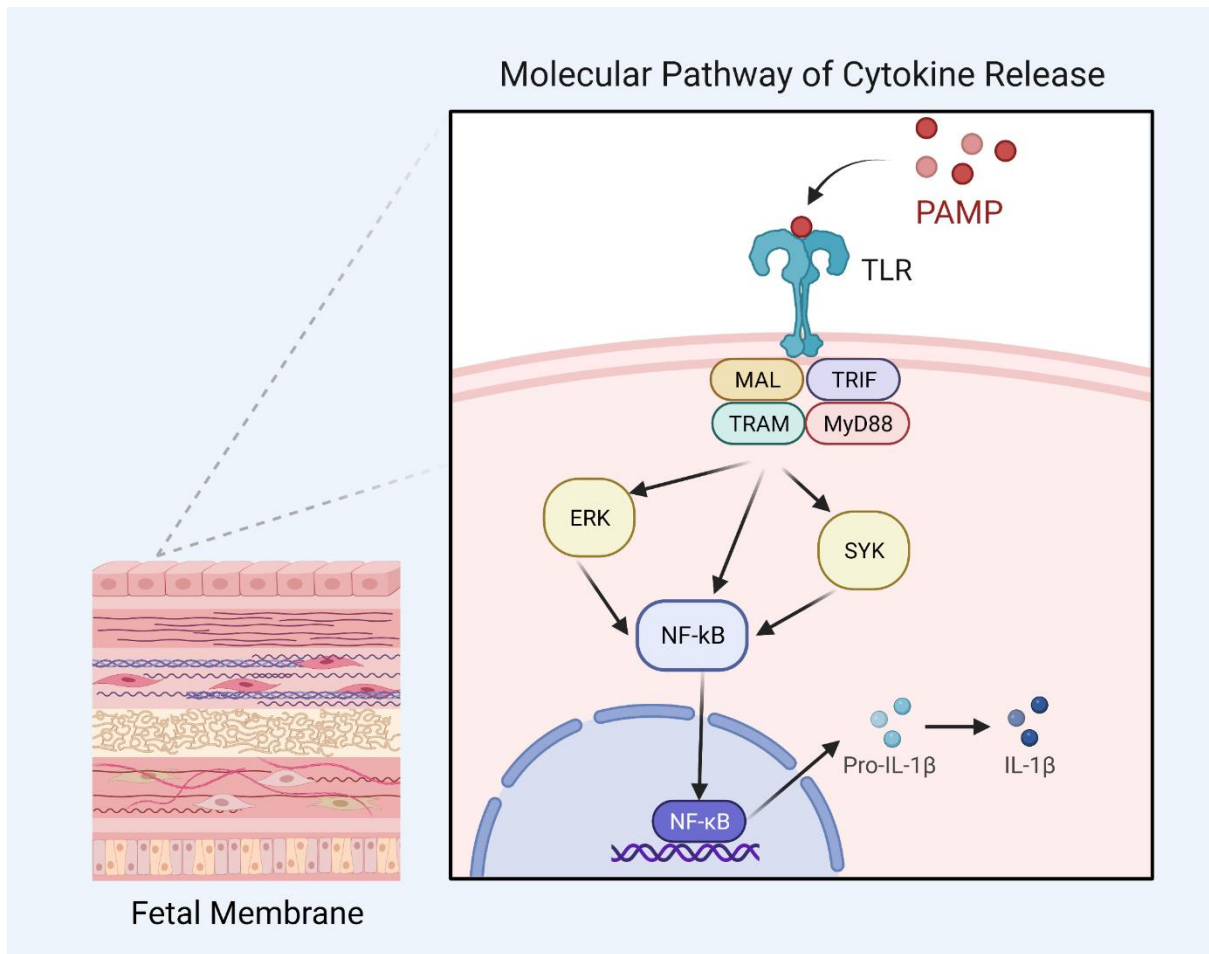 Molecular Pathway of Cytokine Release
PAMP
TLR
MAL
TRIF
TRAM
MyD88
ERK
SYK
NF-kB
Pro-IL-1β
IL-1β
NF-κB
Fetal Membrane